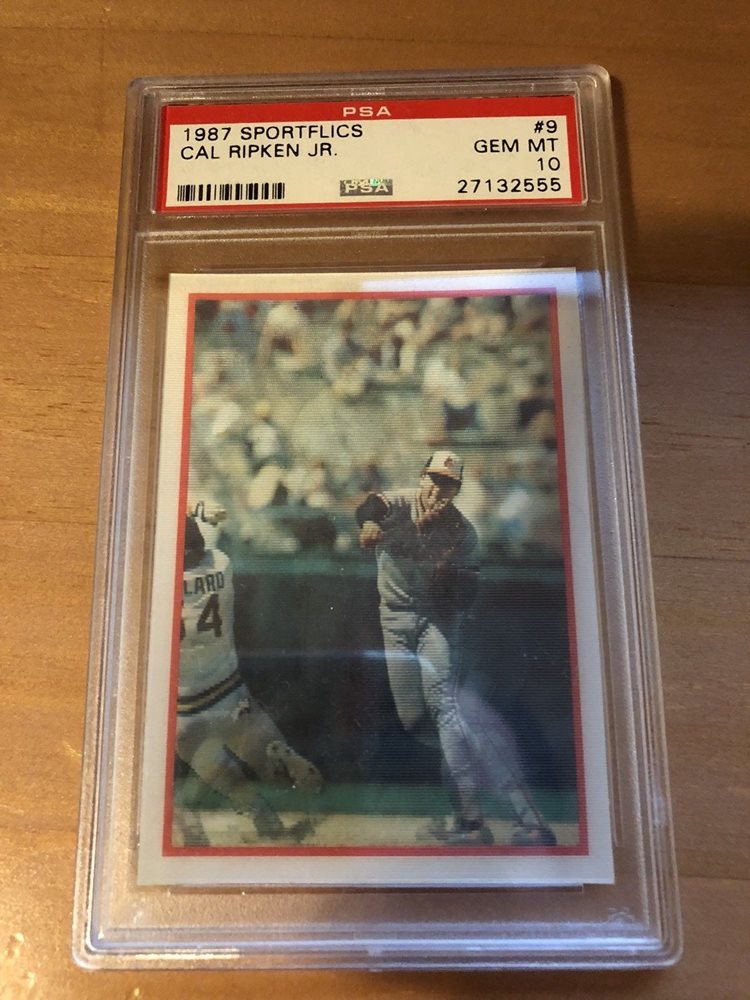 PSA
1987 SPORTFLICS #9
CAL RIPKEN JR. GEM MT
10
PSA 27132555
LARD
4